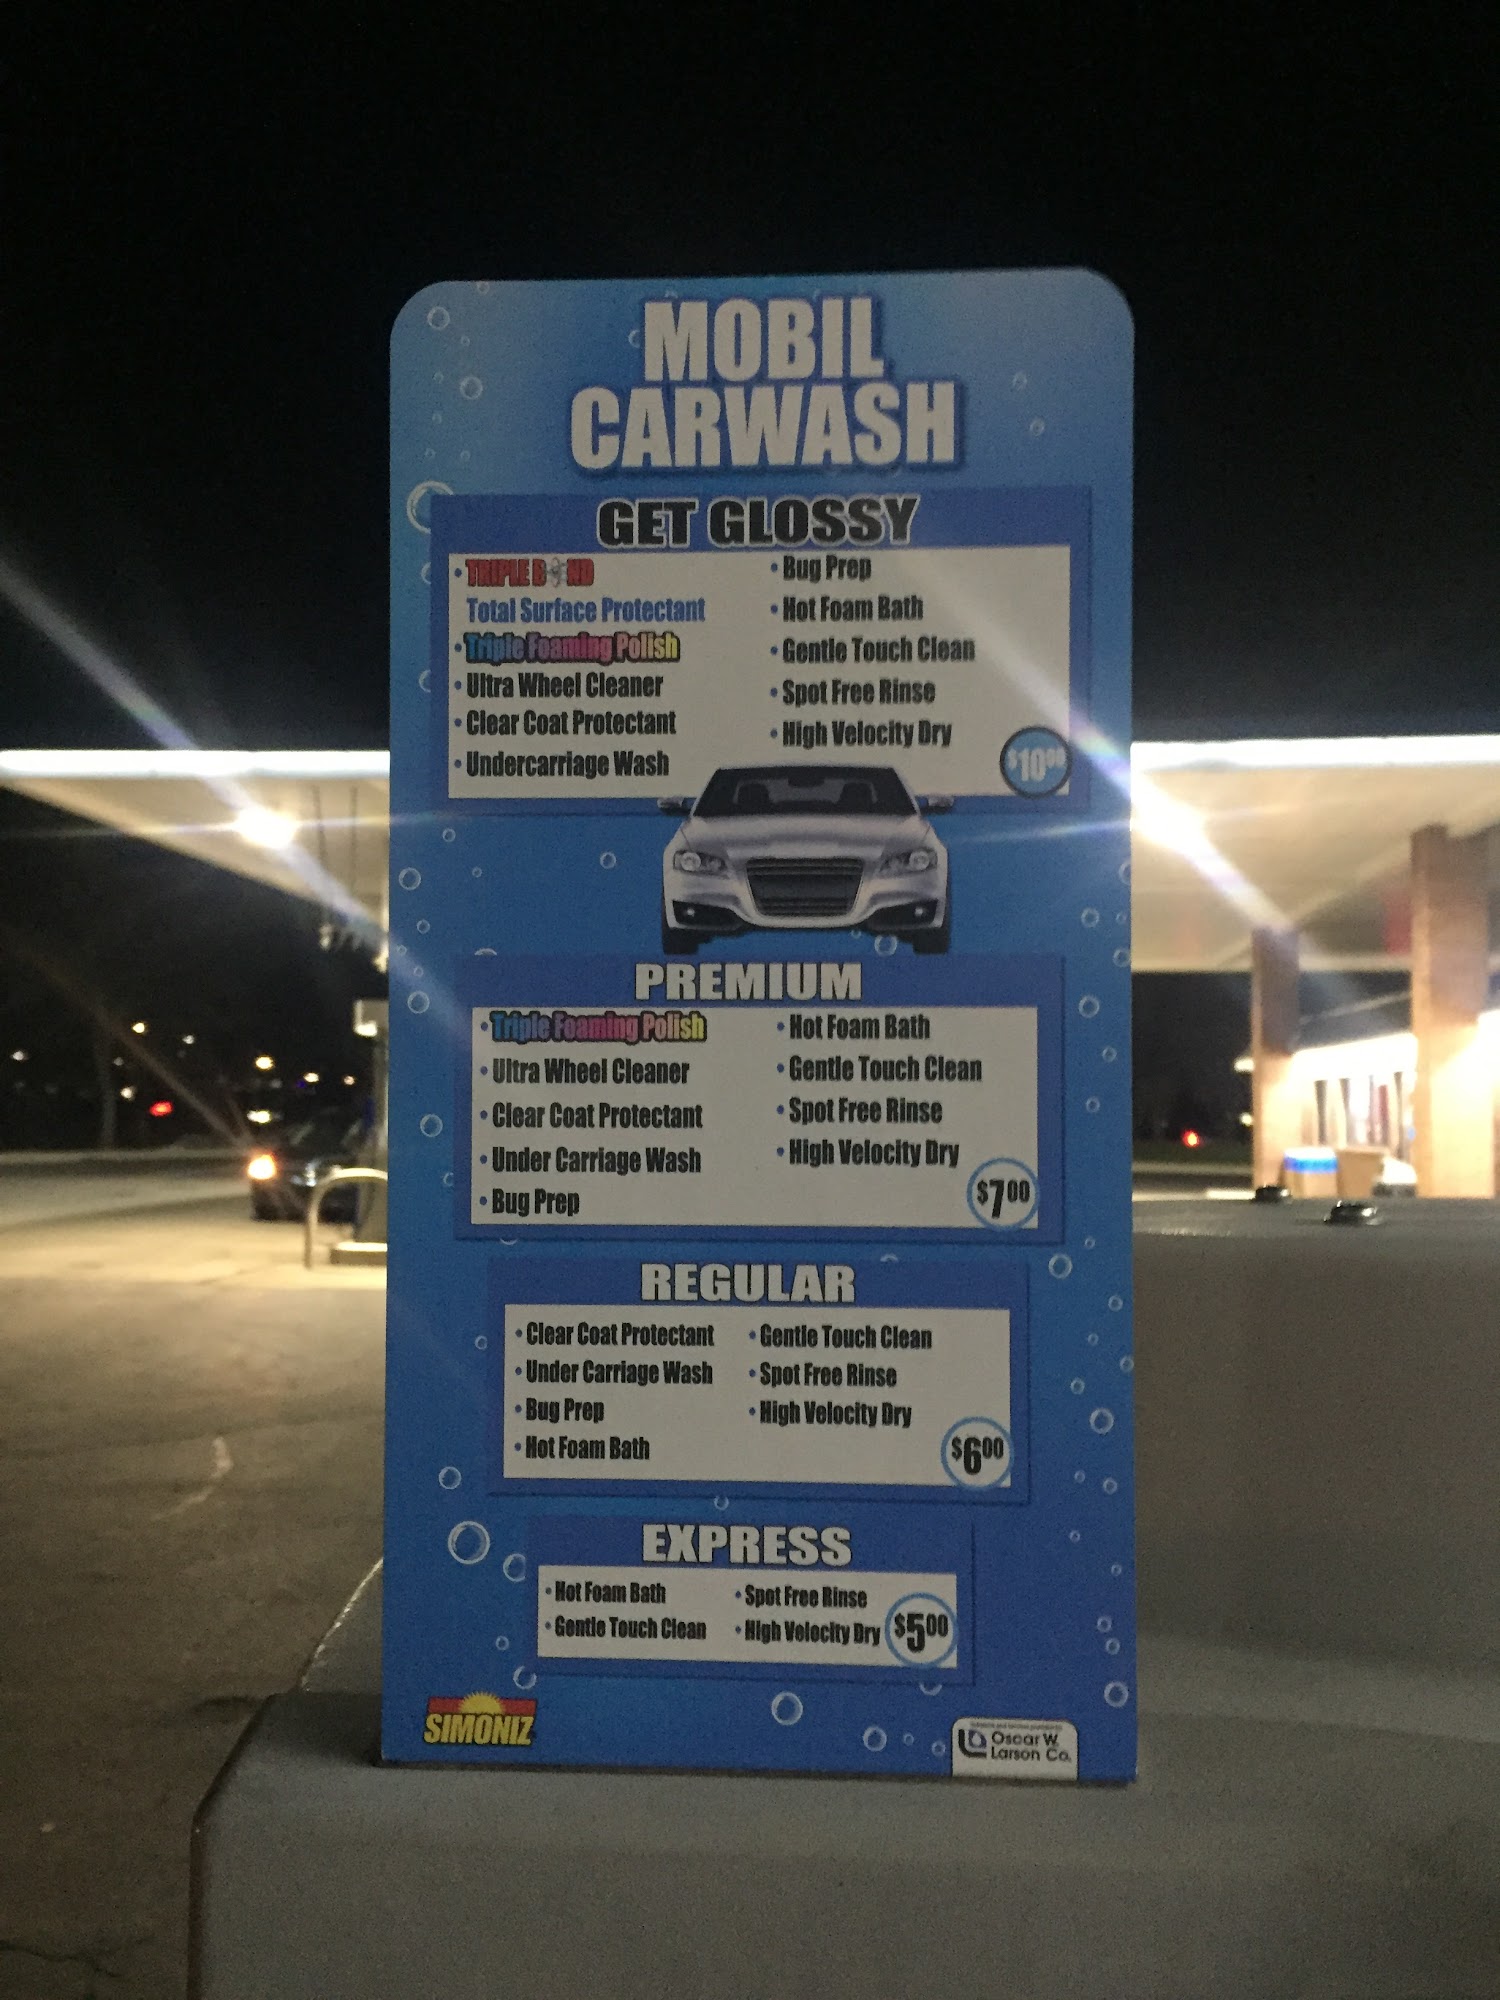 MOBIL
CARWASH
GET GLOSSY
• TRIPLE BOND
Total Surface Protectant
• Triple Foaming Polish
• Ultra Wheel Cleaner
• Clear Coat Protectant
• Undercarriage Wash
• Bug Prep
• Hot Foam Bath
• Gentle Touch Clean
• Spot Free Rinse
• High Velocity Dry
$10.00
PREMIUM
• Triple Foaming Polish
• Ultra Wheel Cleaner
• Clear Coat Protectant
• Under Carriage Wash
• Bug Prep
• Hot Foam Bath
• Gentle Touch Clean
• Spot Free Rinse
• High Velocity Dry
$7.00
REGULAR
• Clear Coat Protectant
• Under Carriage Wash
• Bug Prep
• Hot Foam Bath
• Gentle Touch Clean
• Spot Free Rinse
• High Velocity Dry
$6.00
EXPRESS
• Hot Foam Bath
• Gentle Touch Clean
• Spot Free Rinse
• High Velocity Dry
$5.00
SIMONIZ
Oscar W.
Larson Co.